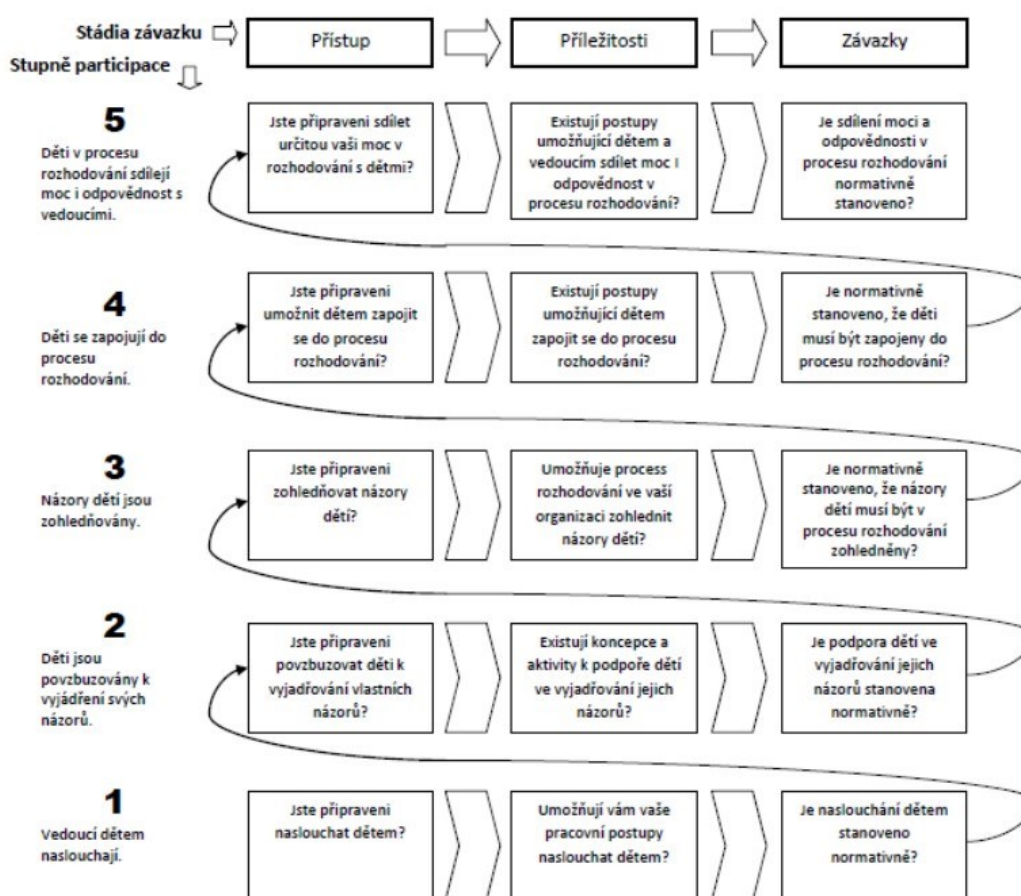 Stádia závazku
Přístup
Příležitosti
Závazky
Stupně participace
5
Děti v procesu
rozhodování sdílejí
moc i odpovědnost s
vedoucími.
Jste připraveni sdílet
určitou vaši moc v
rozhodování s dětmi?
Existují postupy
umožňující dětem a
vedoucím sdílet moc I
odpovědnost v
procesu rozhodování?
Je sdílení moci a
odpovědnosti v
procesu rozhodování
normativně
stanoveno?
4
Děti se zapojují do
procesu
rozhodování.
Jste připraveni
umožnit dětem zapojit
se do procesu
rozhodování?
Existují postupy
umožňující dětem
zapojit se do procesu
rozhodování?
Je normativně
stanoveno, že děti
musí být zapojeny do
procesu rozhodování?
3
Názory dětí jsou
zohledňovány.
Jste připraveni
zohledňovat názory
dětí?
Umožňuje process
rozhodování ve vaší
organizaci zohlednit
názory dětí?
Je normativně
stanoveno, že názory
dětí musí být v
procesu rozhodování
zohledněny?
2
Děti jsou
povzbuzovány k
vyjádření svých
názorů.
Jste připraveni
povzbuzovat děti k
vyjadřování vlastních
názorů?
Existují koncepce a
aktivity k podpoře dětí
ve vyjadřování jejich
názorů?
Je podpora dětí ve
vyjadřování jejich
názorů stanovena
normativně?
1
Vedoucí dětem
naslouchají.
Jste připraveni
naslouchat dětem?
Umožňují vám vaše
pracovní postupy
naslouchat dětem?
Je naslouchání dětem
stanoveno
normativně?